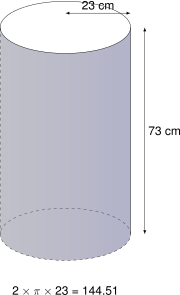 23 cm
73 cm
2 × π × 23 = 144.51